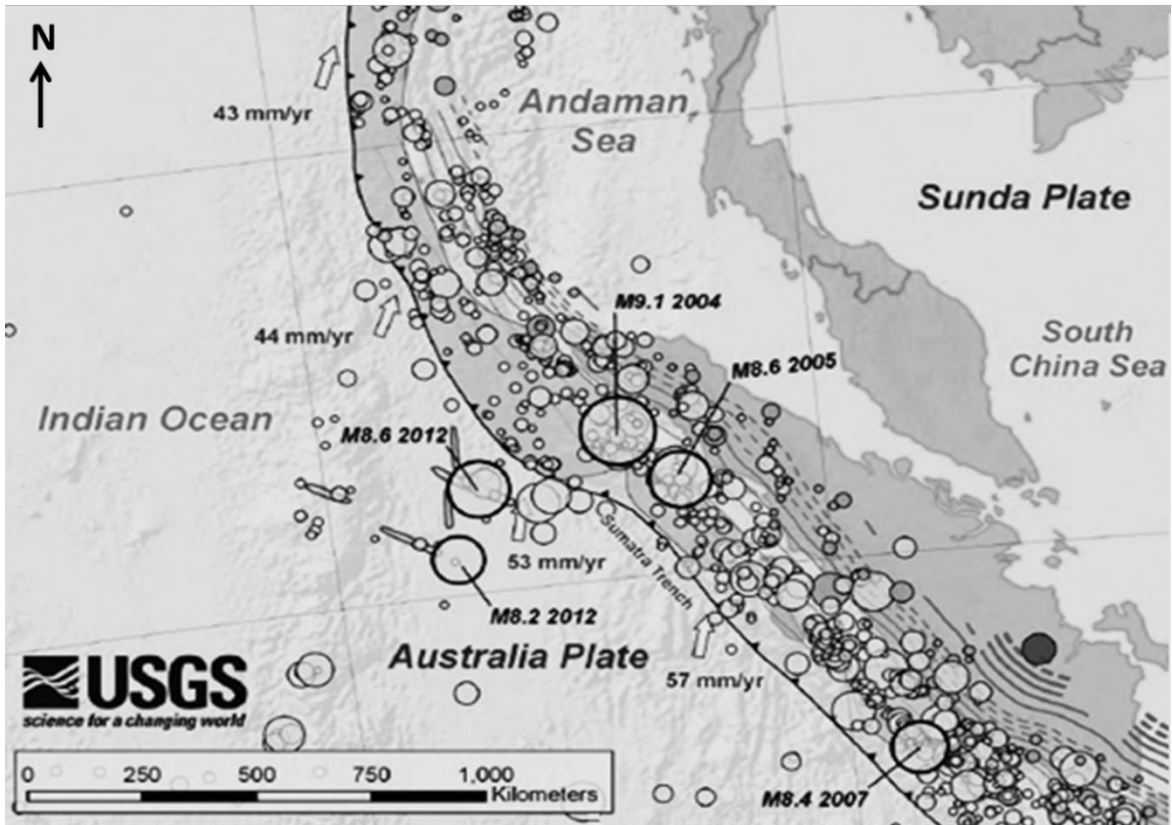 N
43 mm/yr
Andaman
Sea
Sunda Plate
M9.1 2004
44 mm/yr
South
China Sea
M8.6 2005
Indian Ocean
M8.6 2012
53 mm/yr
Sumatra Trench
M8.2 2012
Australia Plate
57 mm/yr
USGS
science for a changing world
0 250 500 750 1.000
Kilometers
M8.4 2007